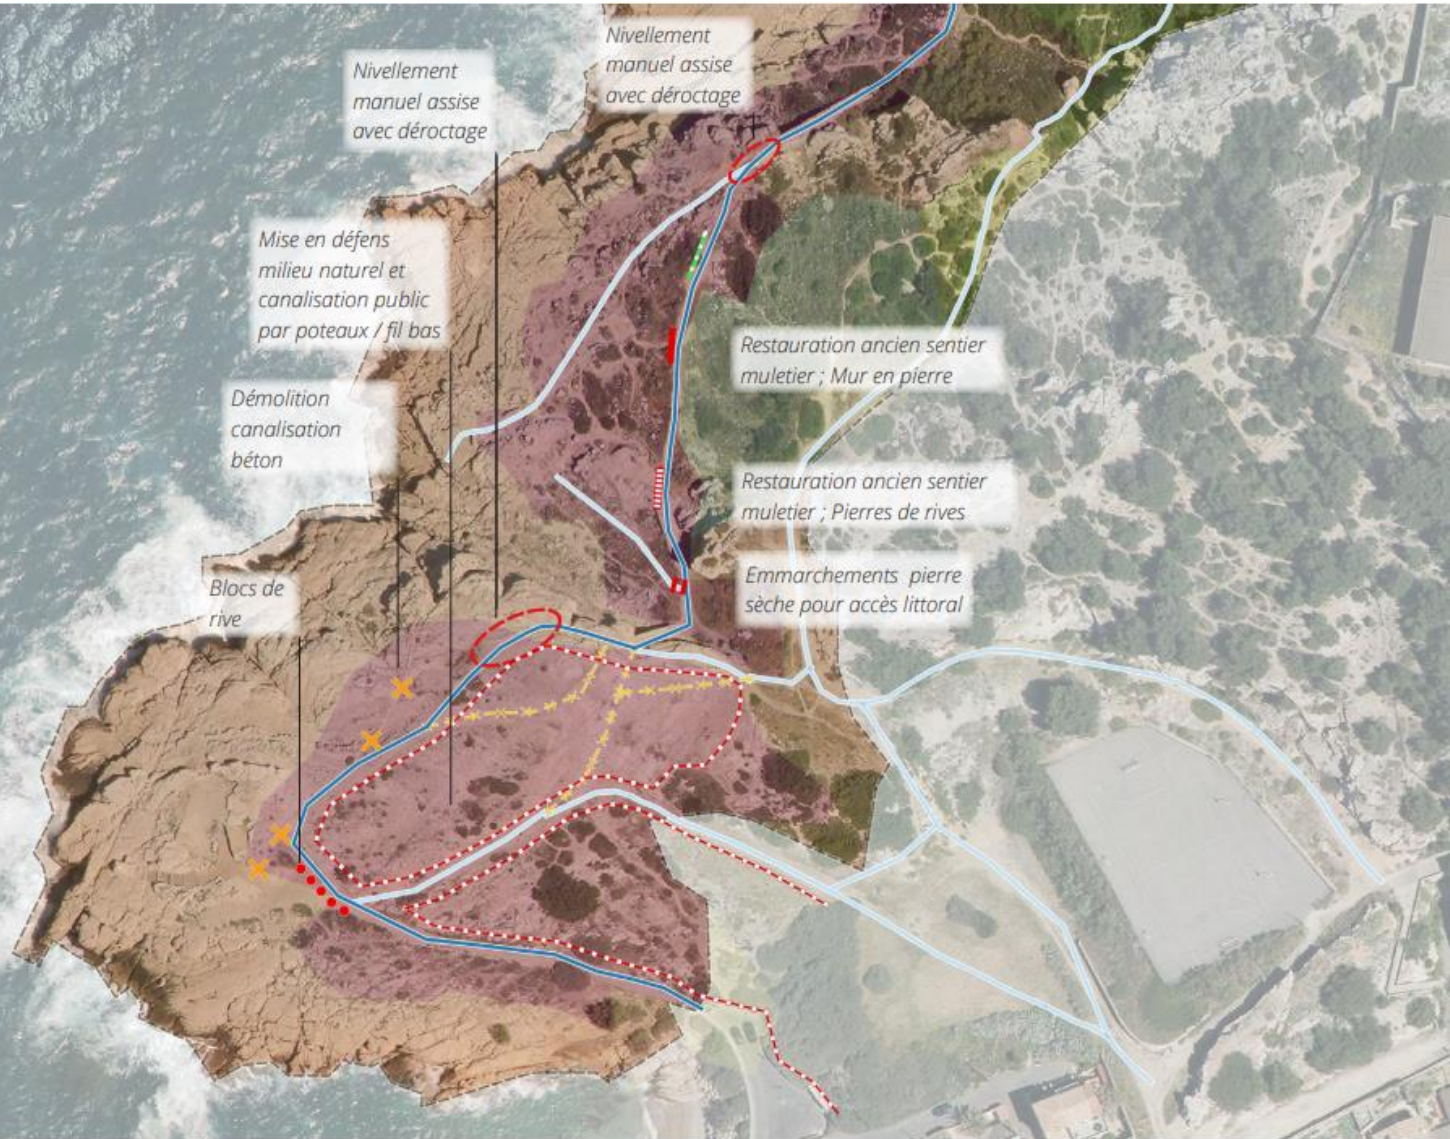 Nivellement
manuel assise
avec déroctage
Nivellement
manuel assise
avec déroctage
Mise en défens
milieu naturel et
canalisation public
par poteaux / fil bas
Restauration ancien sentier
muletier ; Mur en pierre
Démolition
canalisation
béton
Restauration ancien sentier
muletier ; Pierres de rives
Emmarchements pierre
sèche pour accès littoral
Blocs de
rive